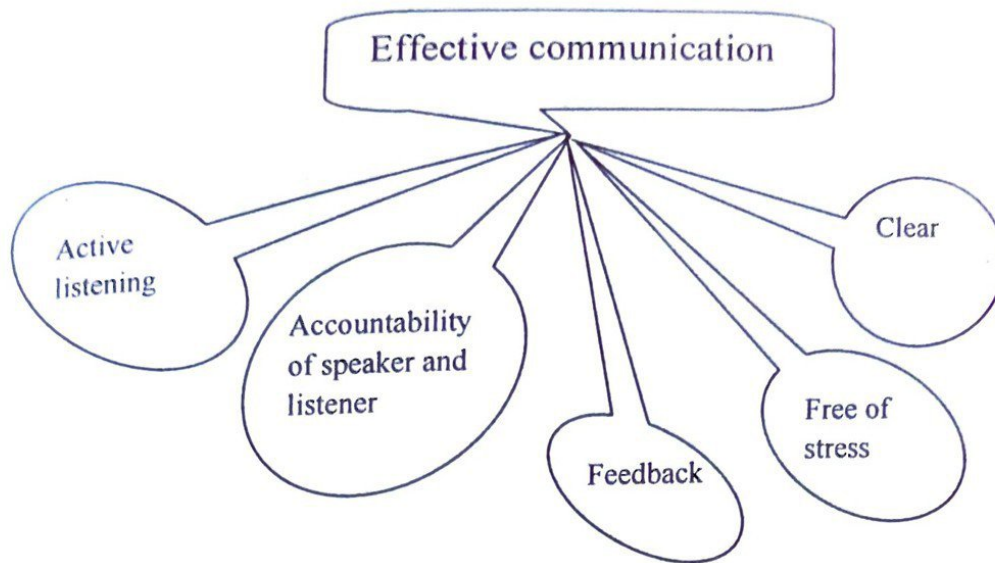 Effective communication
Active
listening
Accountability
of speaker and
listener
Feedback
Free of
stress
Clear